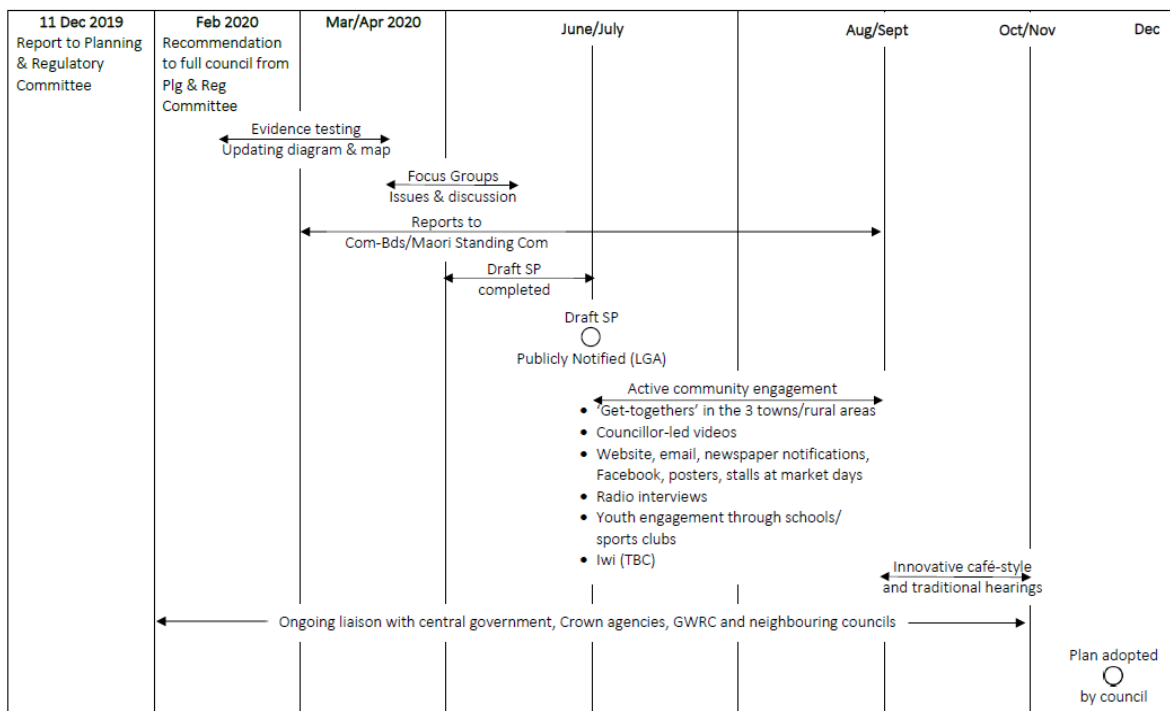 11 Dec 2019
Report to Planning
& Regulatory
Committee
Feb 2020
Recommendation
to full council from
Plg & Reg
Committee
Mar/Apr 2020
June/July
Aug/Sept
Oct/Nov
Dec
Evidence testing
Updating diagram & map
Focus Groups
Issues & discussion
Reports to
Com-Bds/Maori Standing Com
Draft SP
completed
Draft SP
Publicly Notified (LGA)
Active community engagement
• ‘Get-togethers’ in the 3 towns/rural areas
• Councillor-led videos
• Website, email, newspaper notifications,
Facebook, posters, stalls at market days
• Radio interviews
• Youth engagement through schools/
sports clubs
• Iwi (TBC)
Innovative café-style
and traditional hearings
Ongoing liaison with central government, Crown agencies, GWRC and neighbouring councils
Plan adopted
by council